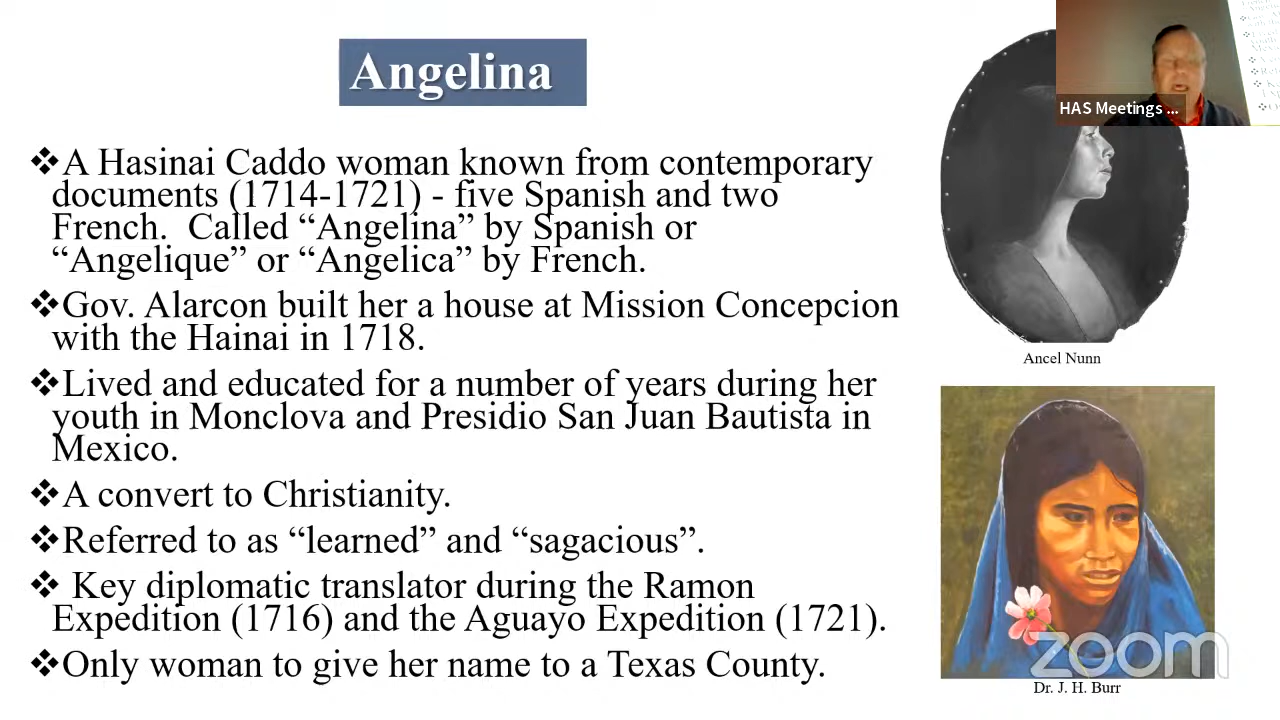 Angelina
❖A Hasinai Caddo woman known from contemporary
documents (1714-1721) - five Spanish and two
French.  Called “Angelina” by Spanish or
“Angelique” or “Angelica” by French.
❖Gov. Alarcon built her a house at Mission Concepcion
with the Hainai in 1718.
❖Lived and educated for a number of years during her
youth in Monclova and Presidio San Juan Bautista in
Mexico.
❖A convert to Christianity.
❖Referred to as “learned” and “sagacious”.
❖ Key diplomatic translator during the Ramon
Expedition (1716) and the Aguayo Expedition (1721).
❖Only woman to give her name to a Texas County.
HAS Meetings ...
Ancel Nunn
zoom
Dr. J. H. Burr